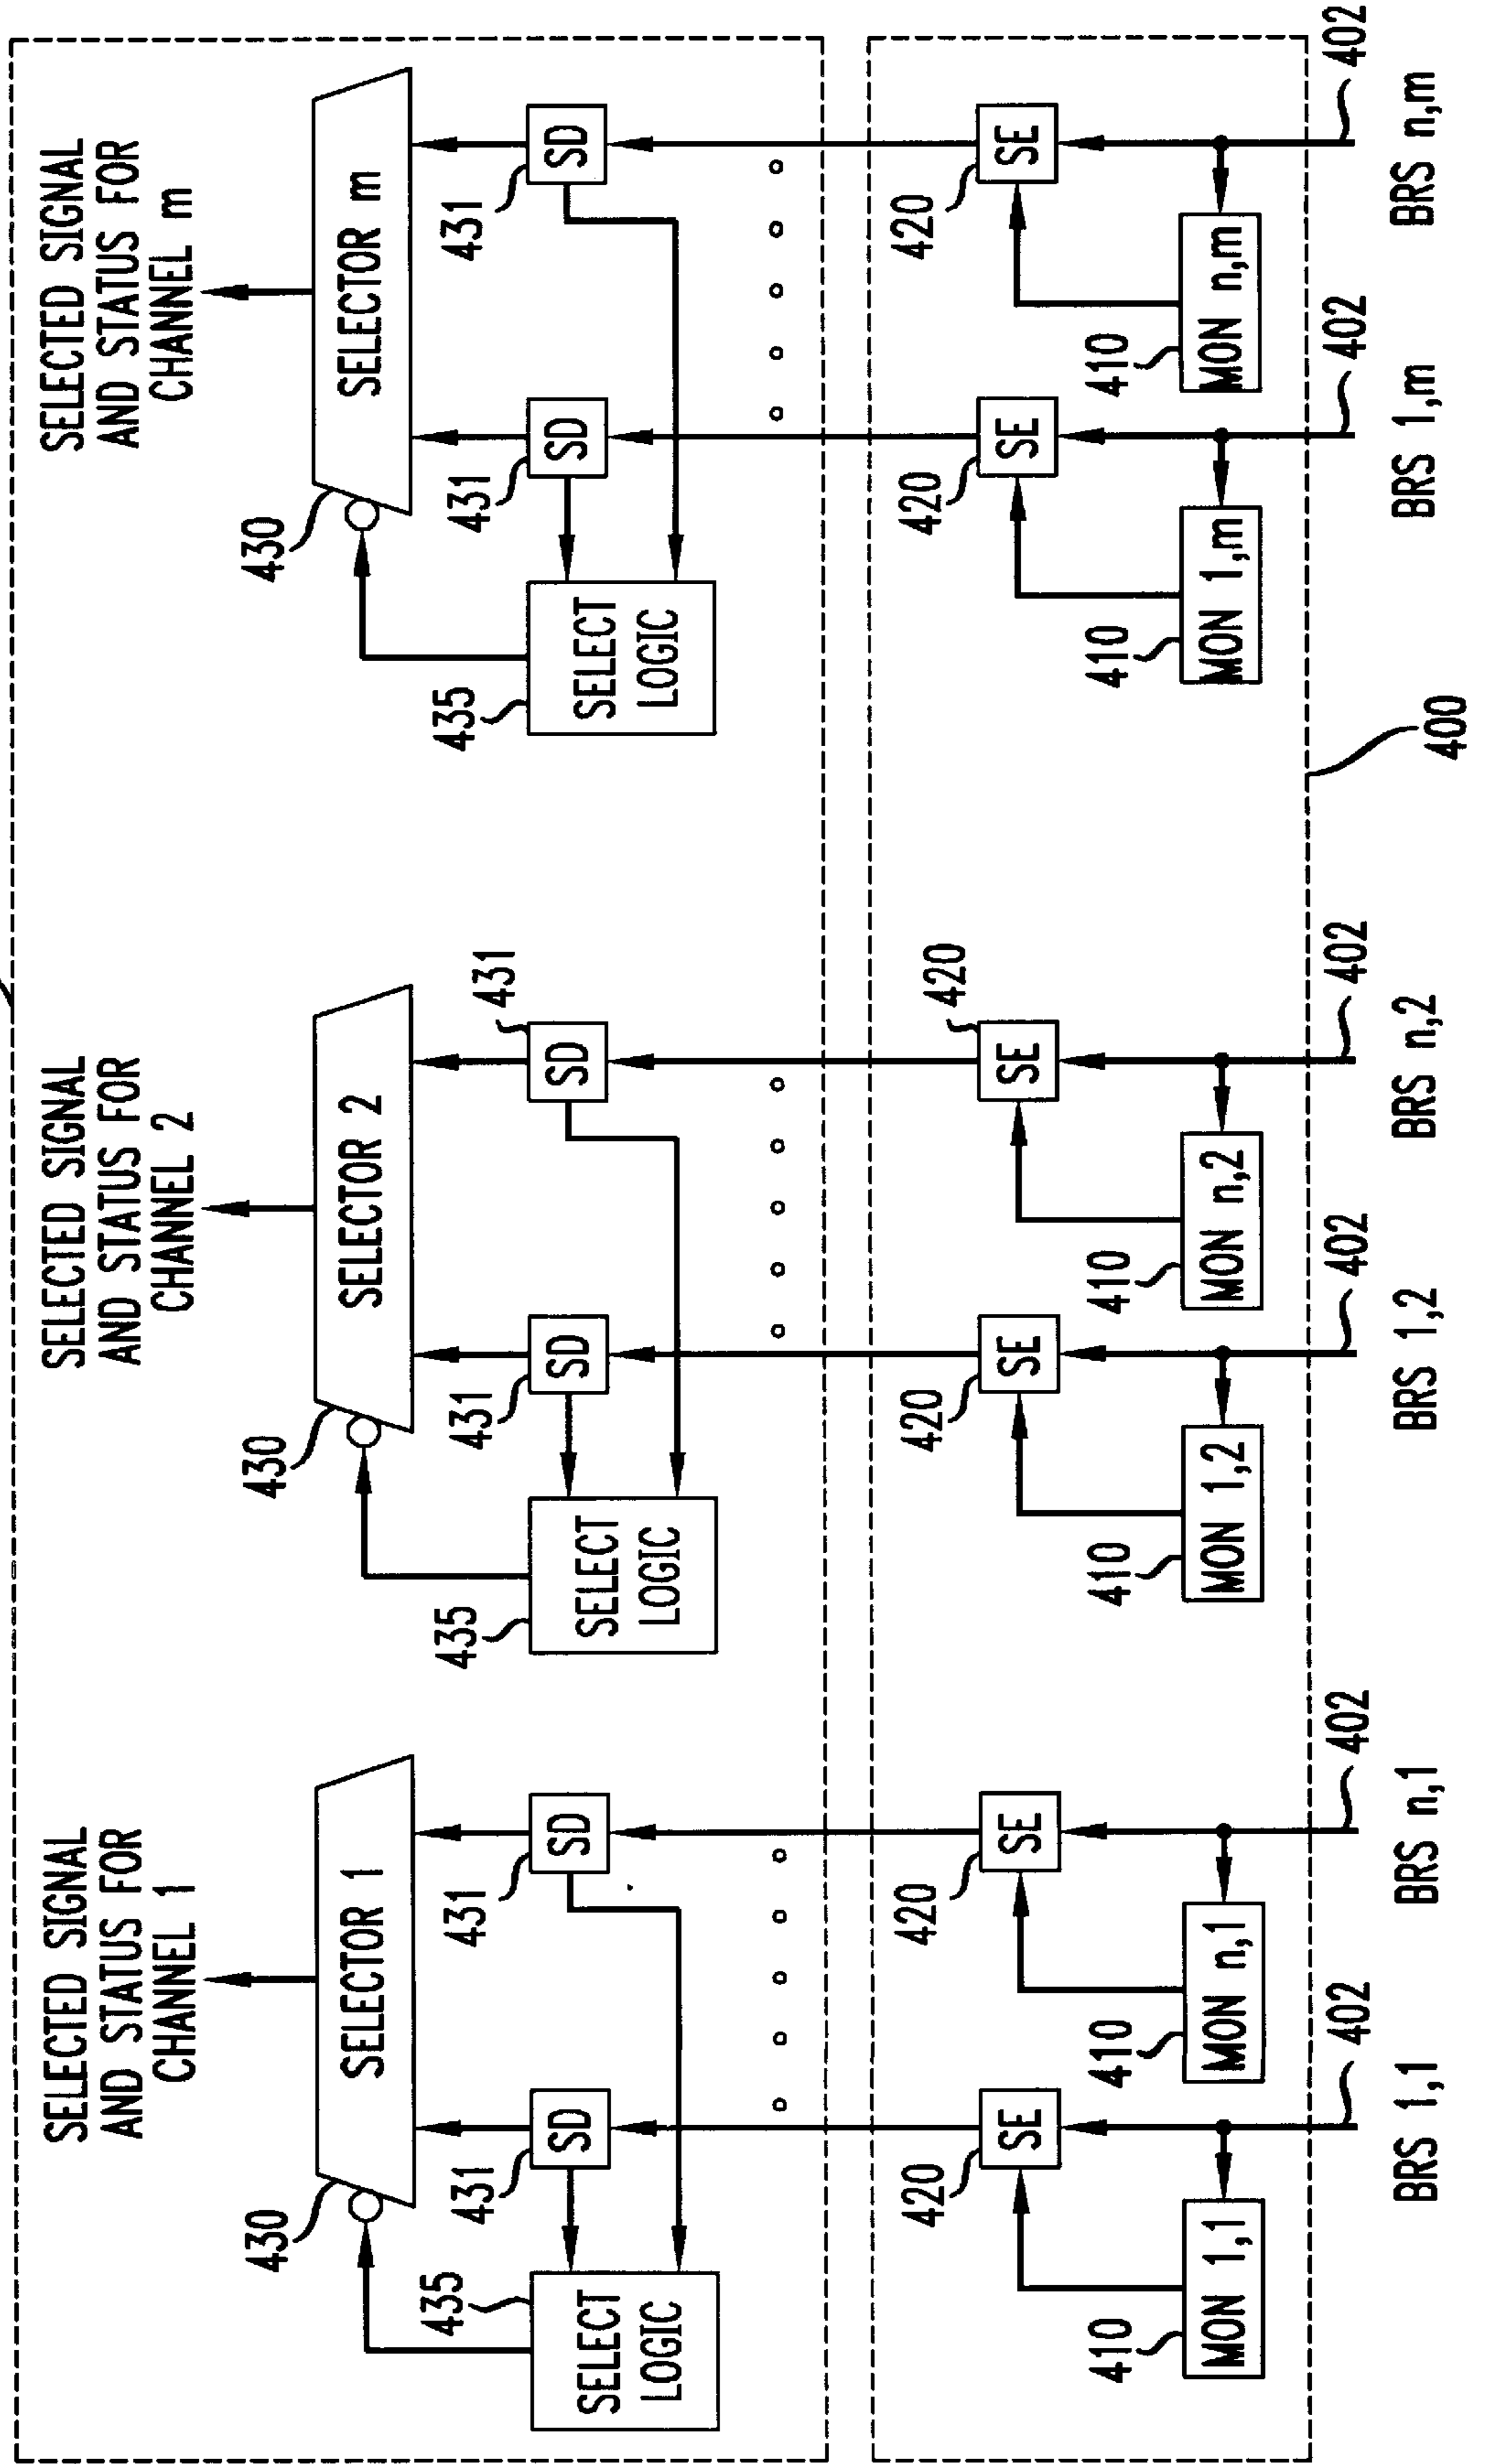 SELECTED SIGNAL
AND STATUS FOR
CHANNEL 1
SELECTED SIGNAL
AND STATUS FOR
CHANNEL 2
SELECTED SIGNAL
AND STATUS FOR
CHANNEL m
430
SELECTOR 1
430
SELECTOR 2
430
SELECTOR m
435
SELECT
LOGIC
431
SD
431
SD
435
SELECT
LOGIC
431
SD
431
SD
435
SELECT
LOGIC
431
SD
431
SD
420
SE
420
SE
420
SE
420
SE
420
SE
420
SE
410
MON 1,1
410
MON n,1
410
MON 1,2
410
MON n,2
410
MON 1,m
410
MON n,m
402
402
402
402
402
402
BRS 1,1
BRS n,1
BRS 1,2
BRS n,2
BRS 1,m
BRS n,m
400